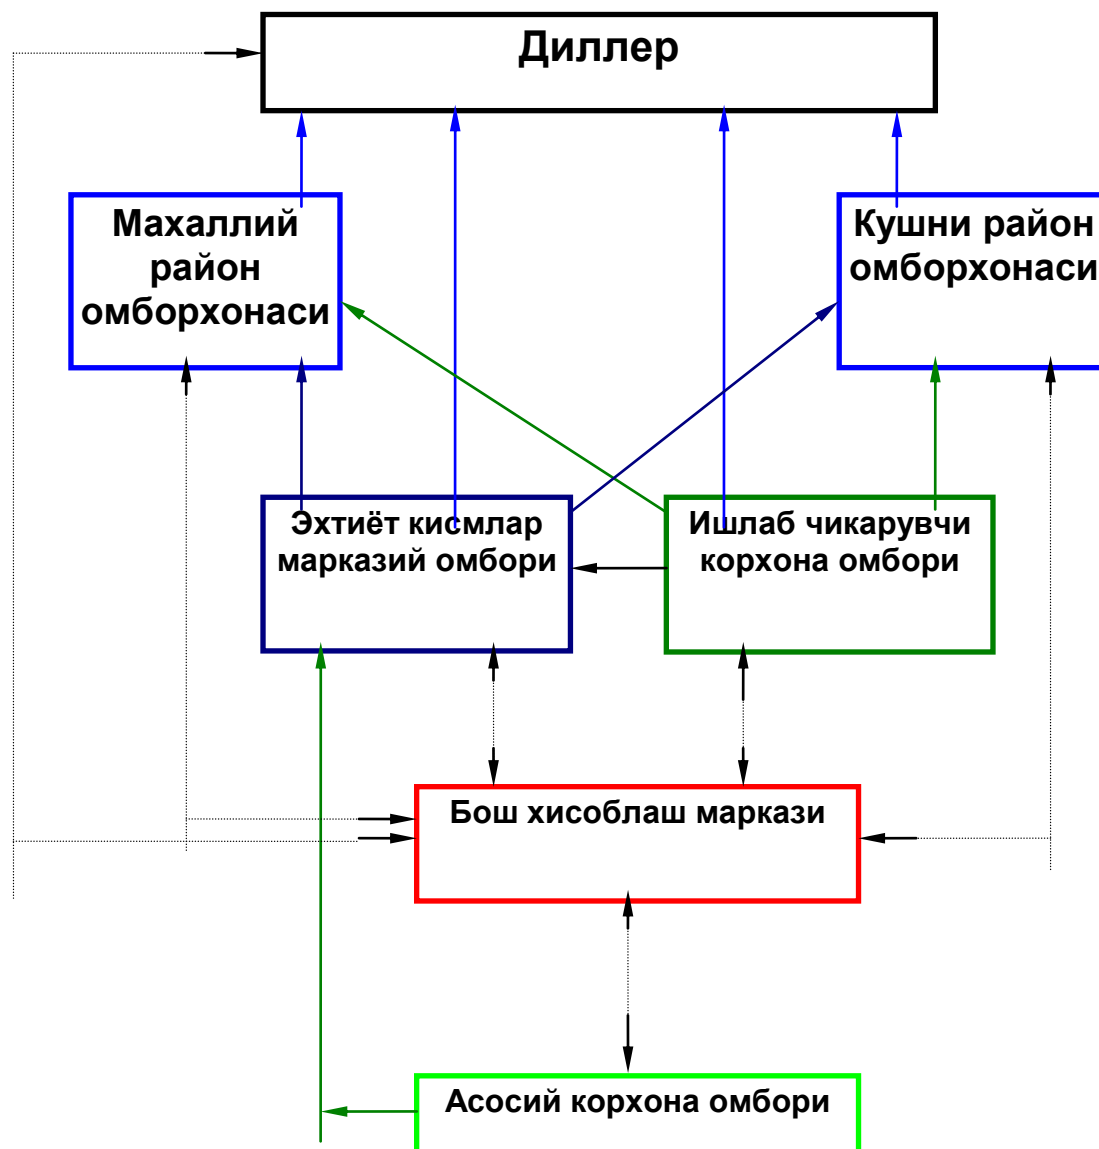 Диллер
Махаллий
район
омборхонаси
Кушни район
омборхонаси
Эхтиёт кисмлар
марказий омбори
Ишлаб чикарувчи
корхона омбори
Бош хисоблаш маркази
Асосий корхона омбори